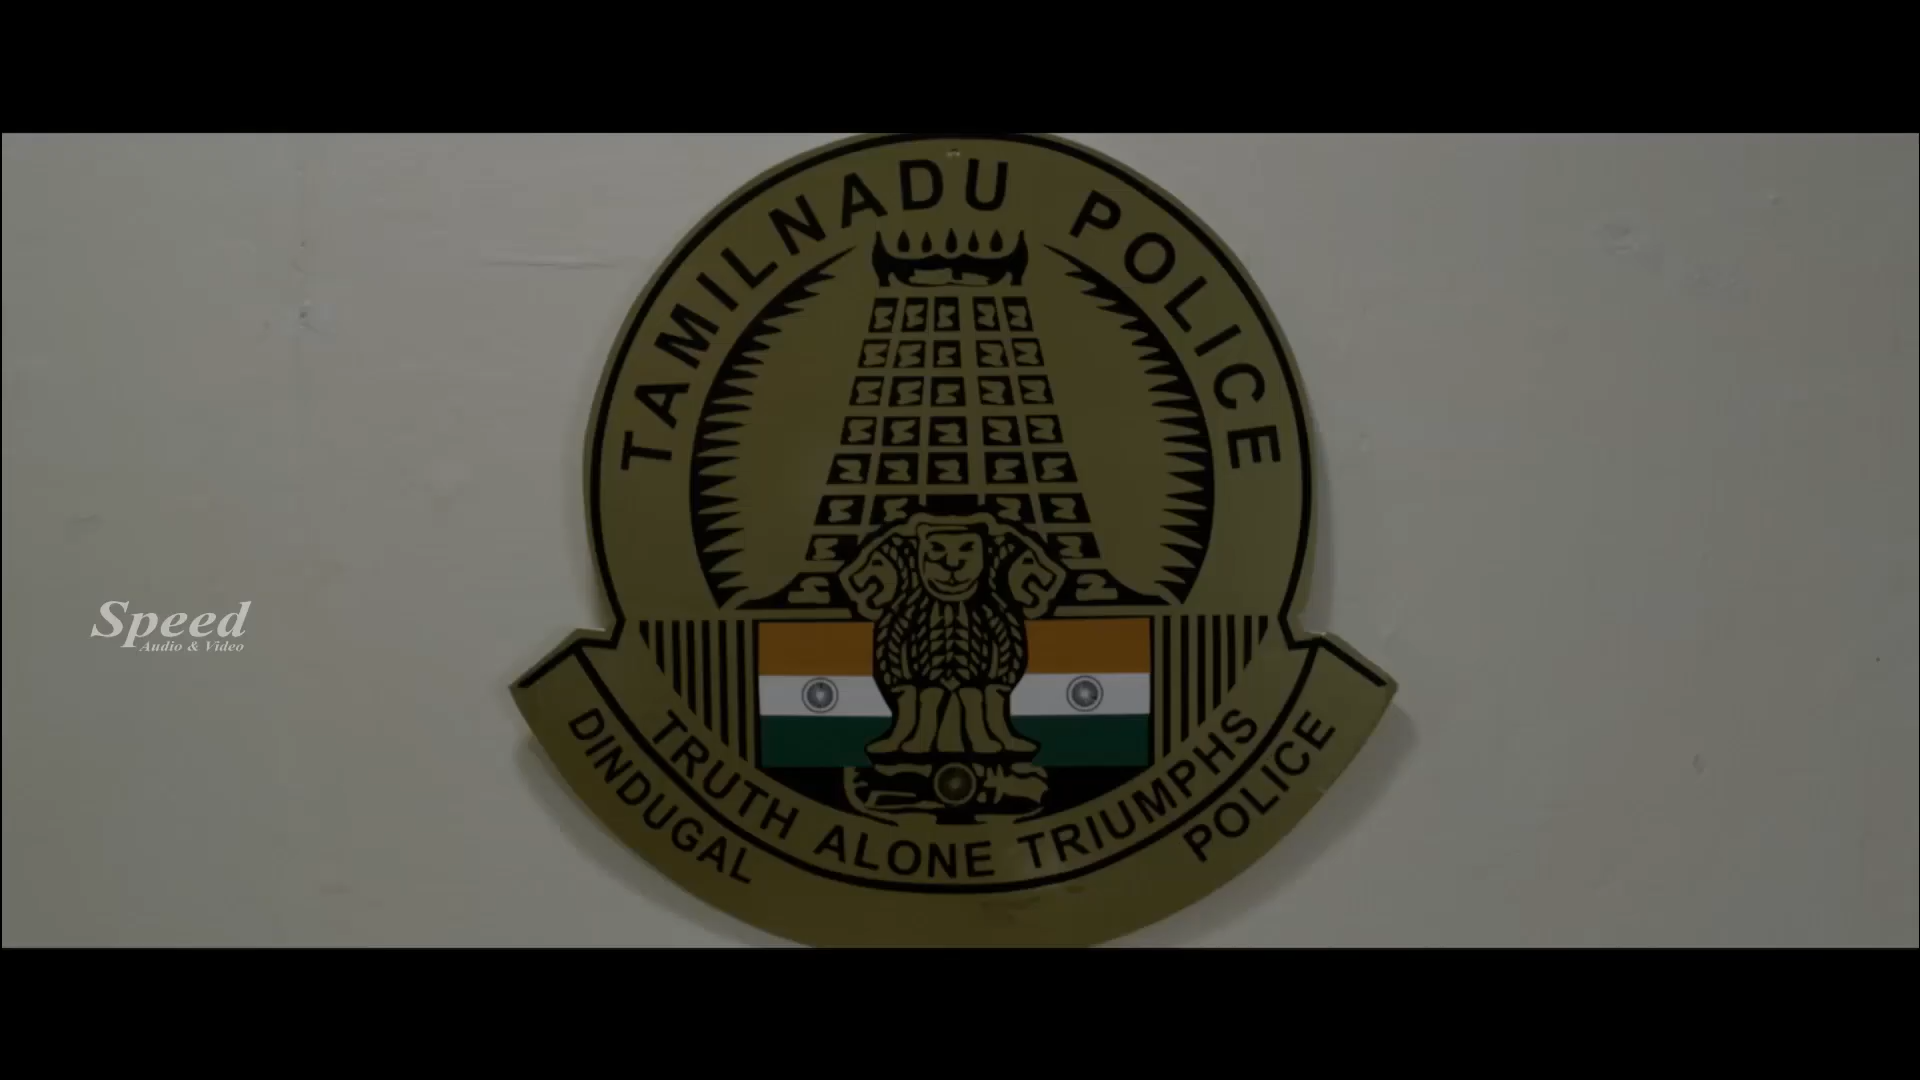 TAMILNADU POLICE
TRUTH ALONE TRIUMPHS
DINDUGAL POLICE
Speed
Audio & Video